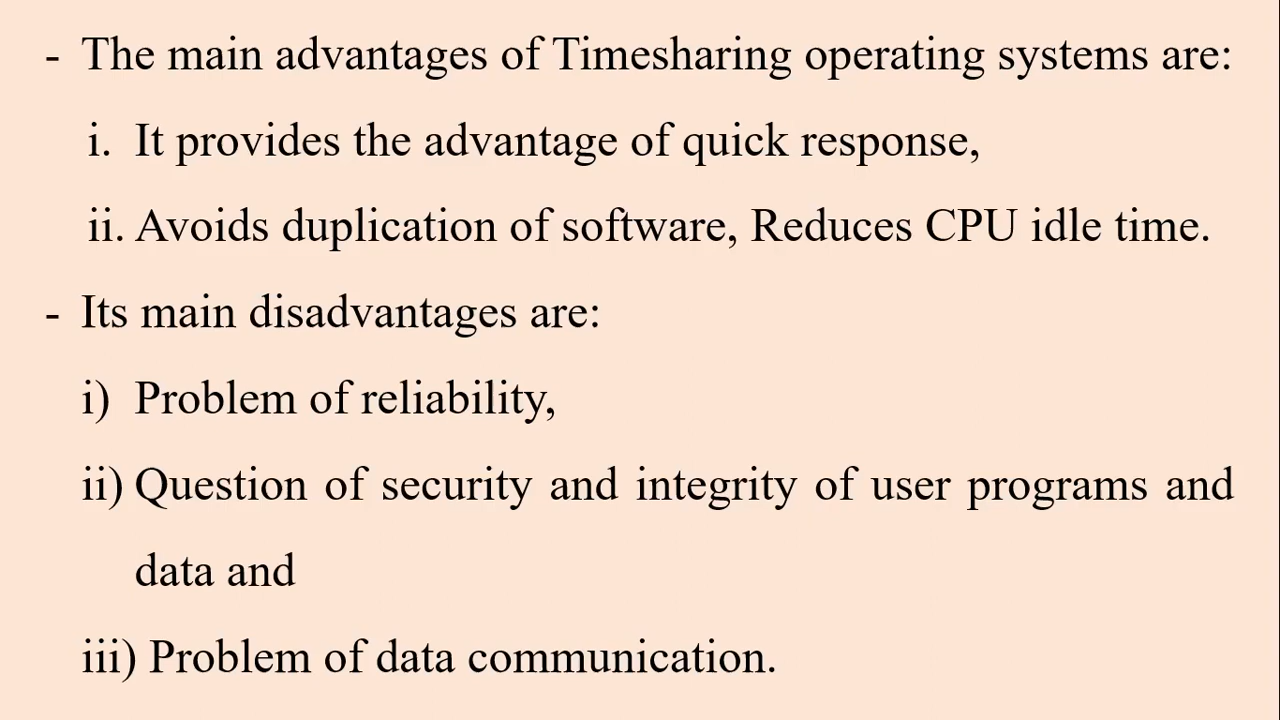 - The main advantages of Timesharing operating systems are:
i. It provides the advantage of quick response,
ii. Avoids duplication of software, Reduces CPU idle time.
- Its main disadvantages are:
i) Problem of reliability,
ii) Question of security and integrity of user programs and
data and
iii) Problem of data communication.